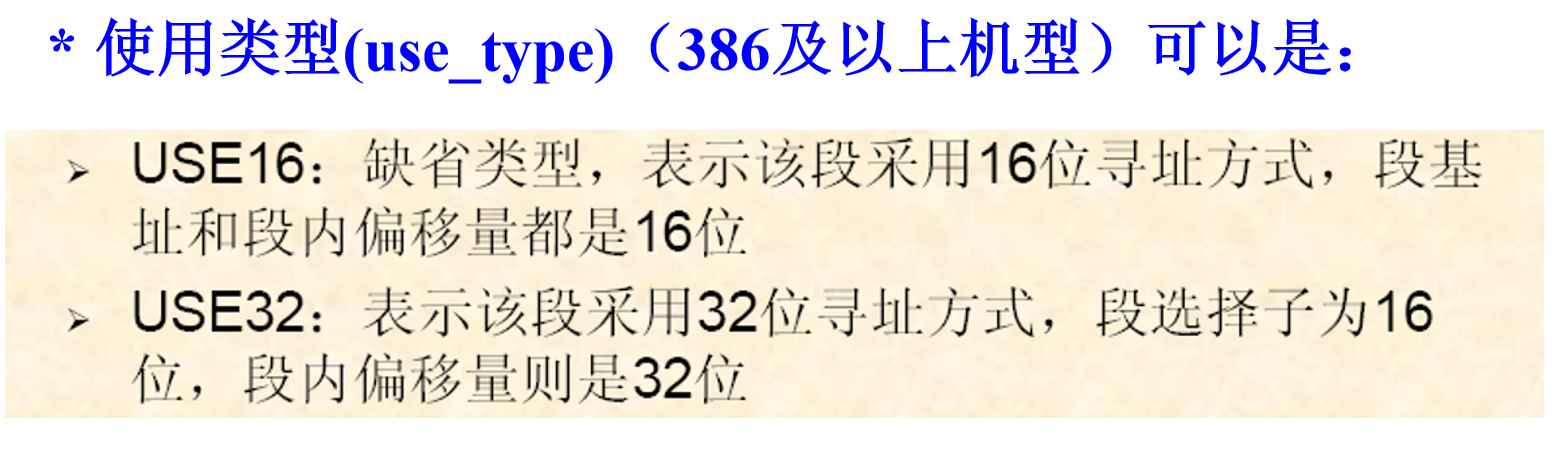 * 使用类型(use_type)（386及以上机型）可以是：
➢ USE16：缺省类型，表示该段采用16位寻址方式，段基
址和段内偏移量都是16位
➢ USE32：表示该段采用32位寻址方式，段选择子为16
位，段内偏移量则是32位